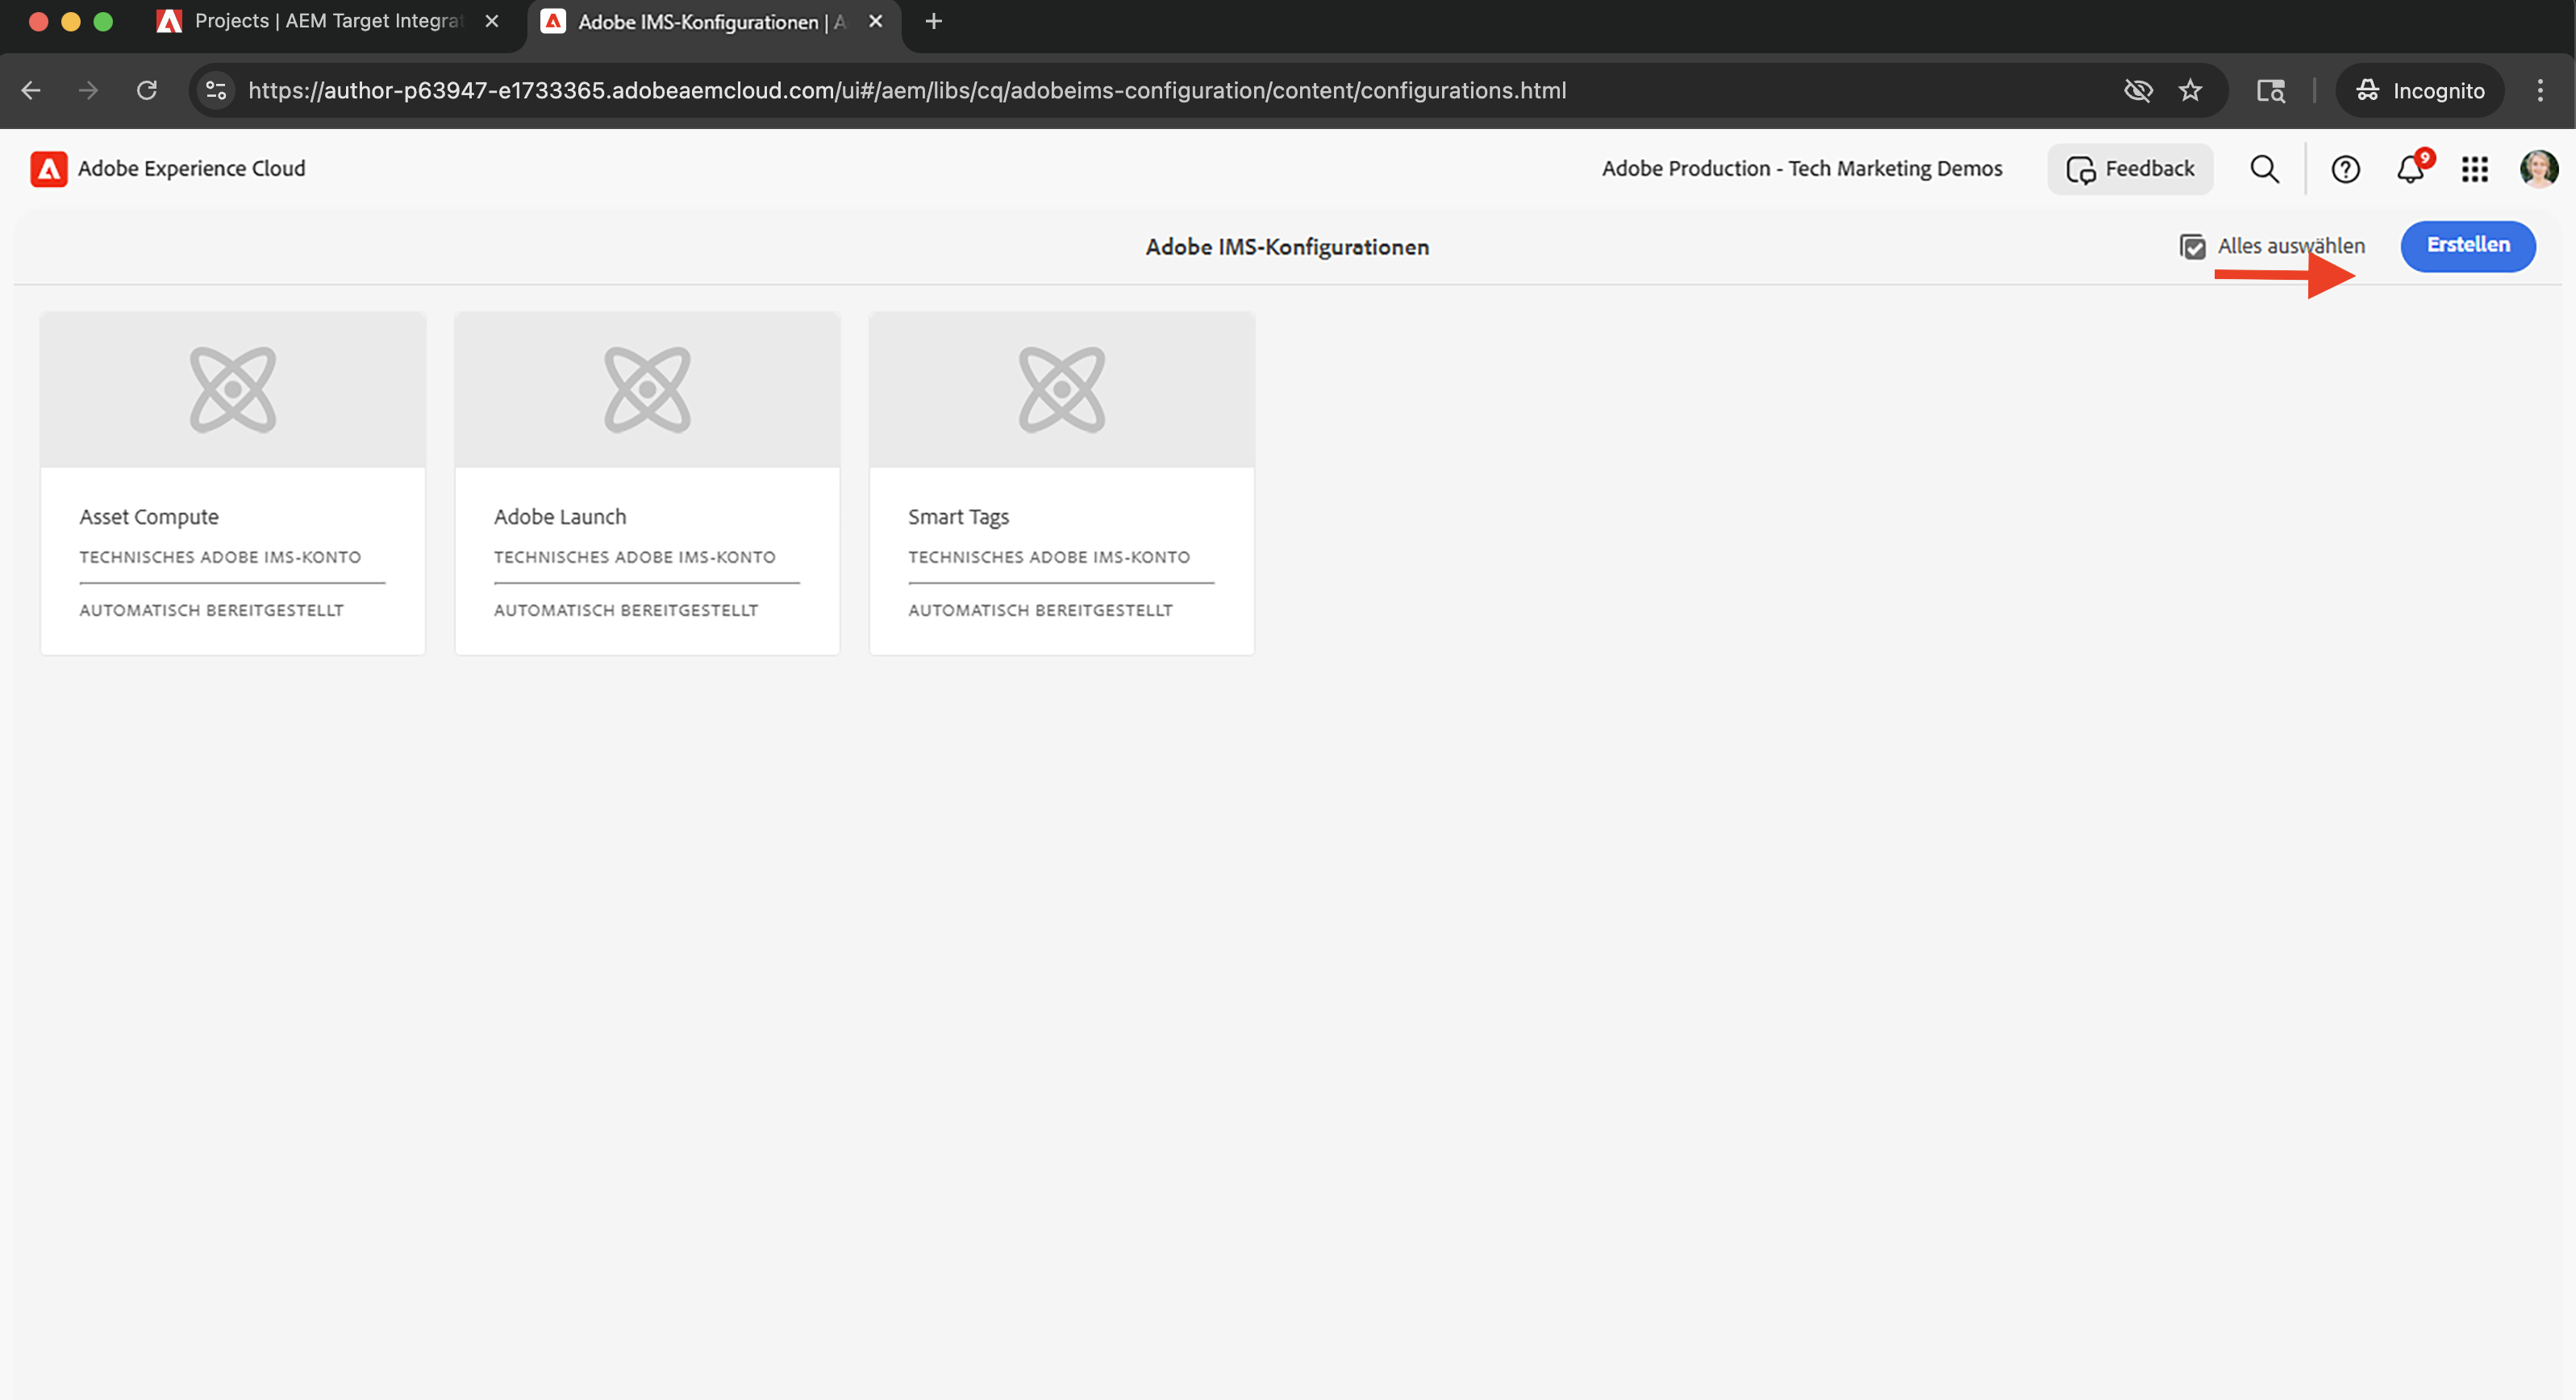 Projects | AEM Target Integrat
Adobe IMS-Konfigurationen | A
https://author-p63947-e1733365.adobeaemcloud.com/ui#/aem/libs/cq/adobeims-configuration/content/configurations.html
Incognito
Adobe Experience Cloud
Adobe Production - Tech Marketing Demos
Feedback
9
Adobe IMS-Konfigurationen
Alles auswählen
Erstellen
Asset Compute
TECHNISCHES ADOBE IMS-KONTO
AUTOMATISCH BEREITGESTELLT
Adobe Launch
TECHNISCHES ADOBE IMS-KONTO
AUTOMATISCH BEREITGESTELLT
Smart Tags
TECHNISCHES ADOBE IMS-KONTO
AUTOMATISCH BEREITGESTELLT